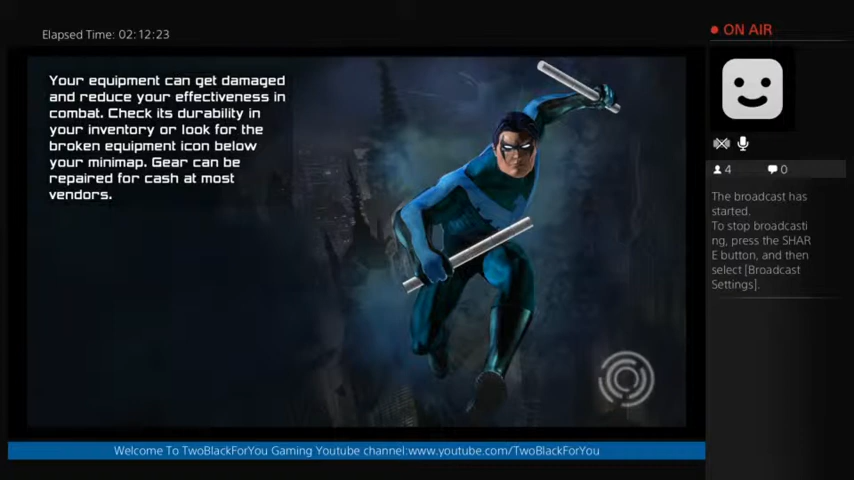 Elapsed Time: 02:12:23
ON AIR
Your equipment can get damaged
and reduce your effectiveness in
combat. Check its durability in
your inventory or look for the
broken equipment icon below
your minimap. Gear can be
repaired for cash at most
vendors.
4
0
The broadcast has
started.
To stop broadcasti
ng, press the SHAR
E button, and then
select [Broadcast
Settings].
Welcome To TwoBlackForYou Gaming Youtube channel:www.youtube.com/TwoBlackForYou